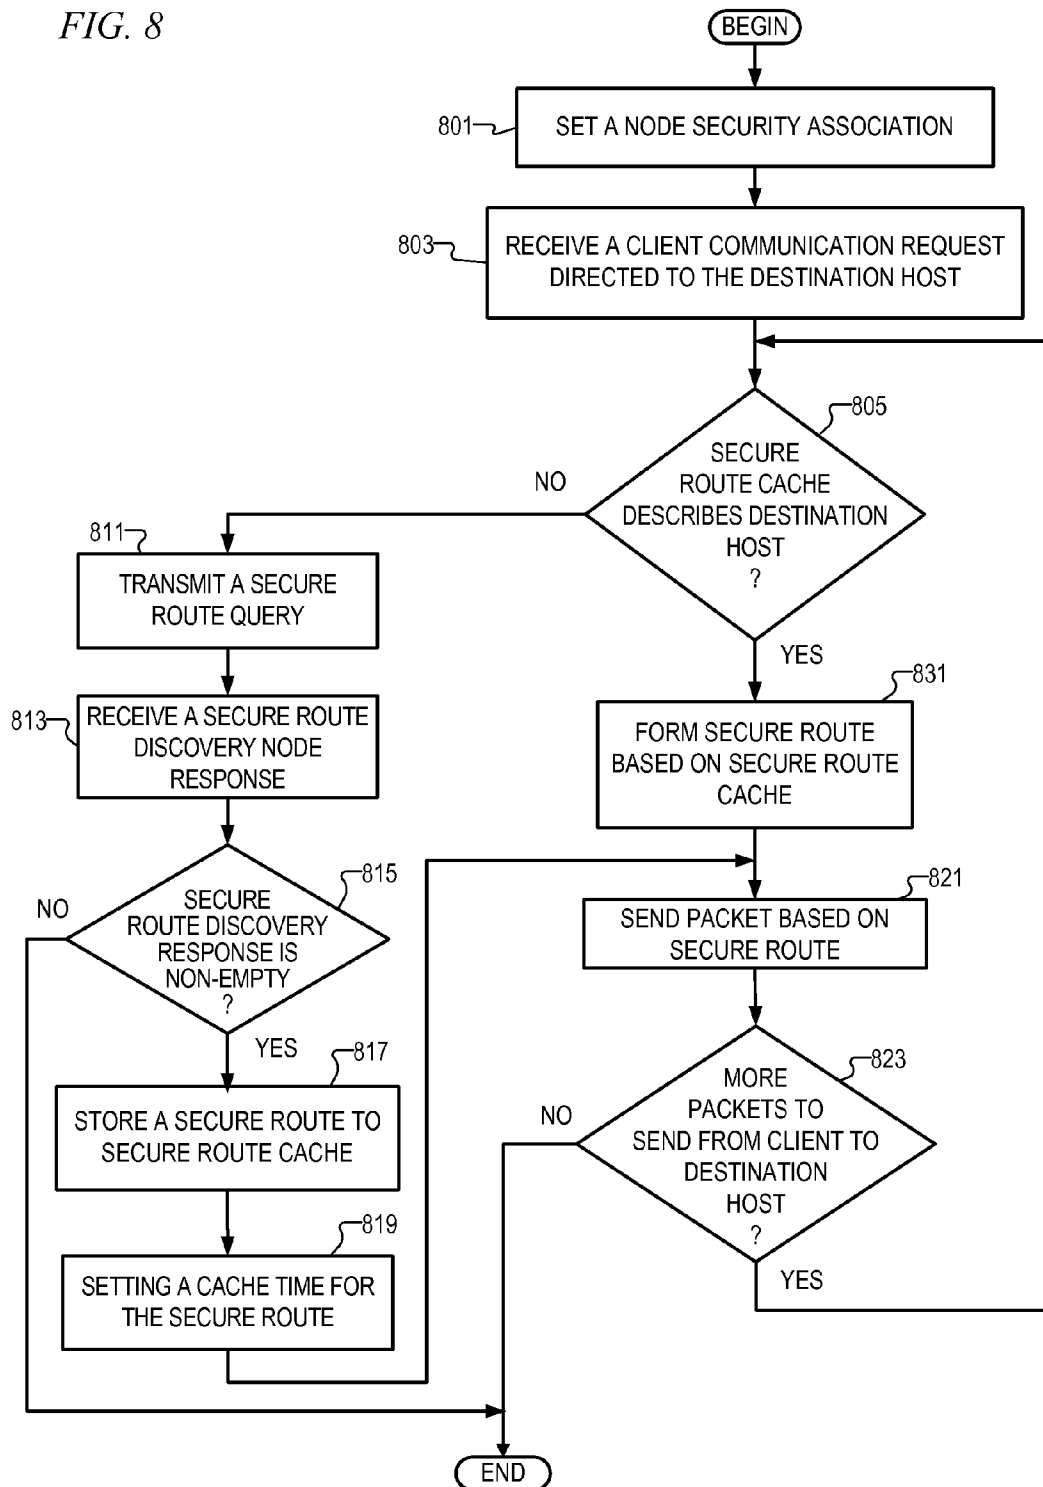 FIG. 8
BEGIN
801
SET A NODE SECURITY ASSOCIATION
803
RECEIVE A CLIENT COMMUNICATION REQUEST
DIRECTED TO THE DESTINATION HOST
805
SECURE
ROUTE CACHE
DESCRIBES DESTINATION
HOST
?
NO
YES
811
TRANSMIT A SECURE
ROUTE QUERY
813
RECEIVE A SECURE ROUTE
DISCOVERY NODE
RESPONSE
815
SECURE
ROUTE DISCOVERY
RESPONSE IS
NON-EMPTY
?
NO
YES
817
STORE A SECURE ROUTE TO
SECURE ROUTE CACHE
819
SETTING A CACHE TIME FOR
THE SECURE ROUTE
831
FORM SECURE ROUTE
BASED ON SECURE ROUTE
CACHE
821
SEND PACKET BASED ON
SECURE ROUTE
823
MORE
PACKETS TO
SEND FROM CLIENT TO
DESTINATION
HOST
?
NO
YES
END